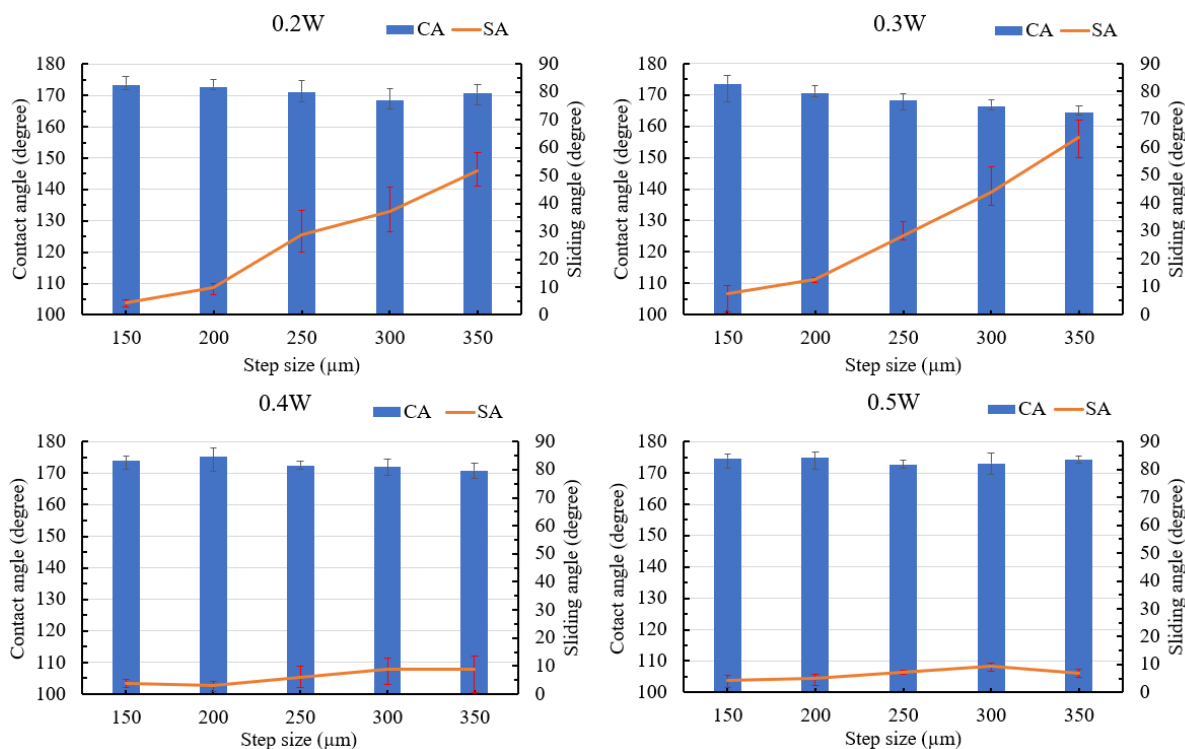 0.2W
CA SA
180 90
170 80
160 70
150 60
140 50
130 40
120 30
110 20
100 10
0
Contact angle (degree)
Sliding angle (degree)
150 200 250 300 350
Step size (µm)
0.3W
CA SA
180 90
170 80
160 70
150 60
140 50
130 40
120 30
110 20
100 10
0
Contact angle (degree)
Sliding angle (degree)
150 200 250 300 350
Step size (µm)
0.4W
CA SA
180 90
170 80
160 70
150 60
140 50
130 40
120 30
110 20
100 10
0
Contact angle (degree)
Sliding angle (degree)
150 200 250 300 350
Step size (µm)
0.5W
CA SA
180 90
170 80
160 70
150 60
140 50
130 40
120 30
110 20
100 10
0
Cotact angle (degree)
Sliding angle (degree)
150 200 250 300 350
Step size (µm)